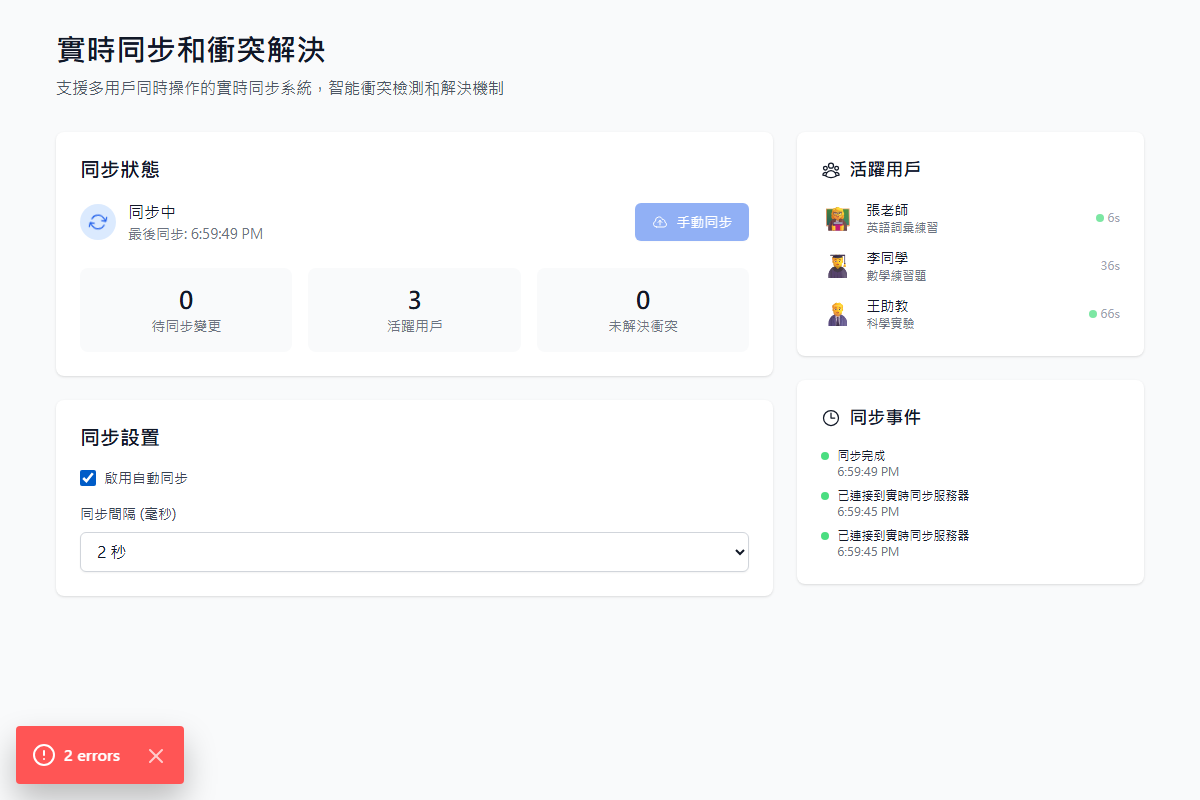 實時同步和衝突解決
支援多用戶同時操作的實時同步系統，智能衝突檢測和解決機制
同步狀態
同步中
最後同步: 6:59:49 PM
手動同步
0
待同步變更
3
活躍用戶
0
未解決衝突
同步設置
啟用自動同步
同步間隔 (毫秒)
2 秒
活躍用戶
張老師
英語詞彙練習
6s
李同學
數學練習題
36s
王助教
科學實驗
66s
同步事件
同步完成
6:59:49 PM
已連接到實時同步服務器
6:59:45 PM
已連接到實時同步服務器
6:59:45 PM
2 errors